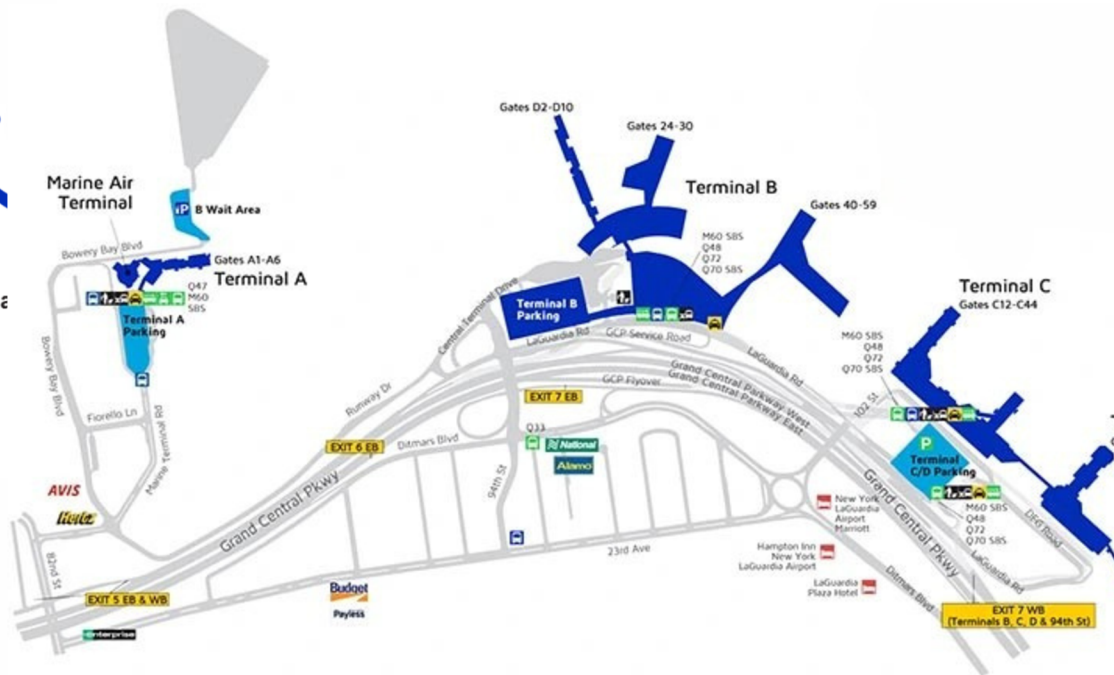 Gates D2-D10
Gates 24-30
Terminal B
Gates 40-59
M60 SBS
Q48
Q72
Q70 SBS
Marine Air
Terminal
iP
B Wait Area
Bowery Bay Blvd
Gates A1-A6
Terminal A
Q47
M60
SBS
Terminal A
Parking
Bowery Bay Blvd
Fiorello Ln
Marine Terminal Rd
Terminal B
Parking
Central Terminal Drive
LaGuardia Rd
GCP Service Road
LaGuardia Rd
Terminal C
Gates C12-C44
M60 SBS
Q48
Q72
Q70 SBS
102 St
Grand Central Parkway West
Grand Central Parkway East
GCP Flyover
Runway Dr
EXIT 7 EB
EXIT 6 EB
Ditmars Blvd
Q33
National
Alamo
94th St
P
Terminal
C/D Parking
M60 SBS
Q48
Q72
Q70 SBS
DFG Road
LaGuardia Rd
Grand Central Pkwy
Grand Central Pkwy
AVIS
Hertz
82nd St
New York
LaGuardia
Airport
Marriott
Hampton Inn
New York
LaGuardia Airport
LaGuardia
Plaza Hotel
23rd Ave
Ditmars Blvd
EXIT 5 EB & WB
Budget
Payless
enterprise
EXIT 7 WB
(Terminals B, C, D & 94th St)